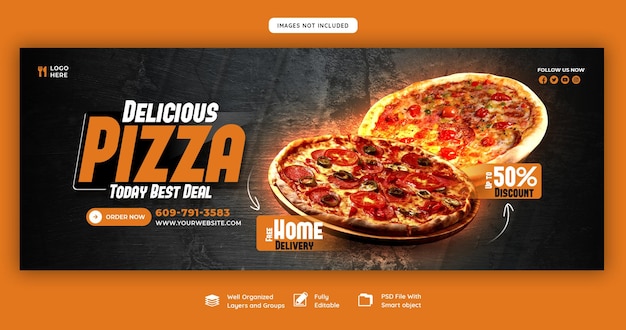 IMAGES NOT INCLUDED
LOGO
HERE
FOLLOW US NOW
DELICIOUS
PIZZA
TODAY BEST DEAL
ORDER NOW
609-791-3583
WWW.YOURWEBSITE.COM
FREE
HOME
DELIVERY
UP TO
50%
DISCOUNT
Well Organized
Layers and Groups
Fully
Editable
PSD File With
Smart object